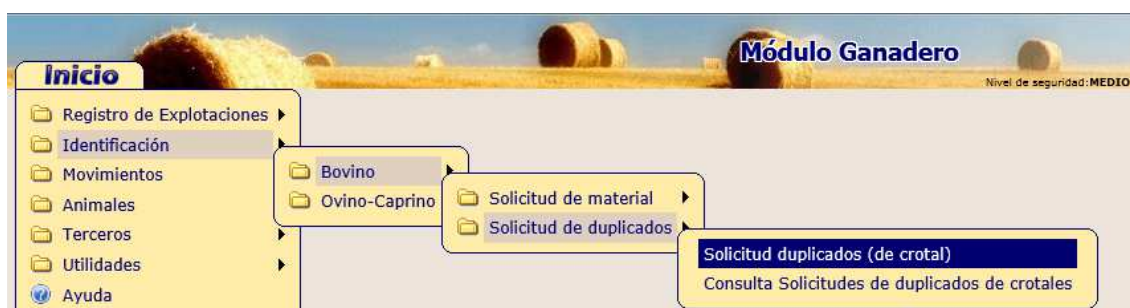 Módulo Ganadero
Inicio
Nivel de seguridad:MEDIO
Registro de Explotaciones
Identificación
Movimientos
Animales
Terceros
Utilidades
Ayuda
Bovino
Ovino-Caprino
Solicitud de material
Solicitud de duplicados
Solicitud duplicados (de crotal)
Consulta Solicitudes de duplicados de crotales